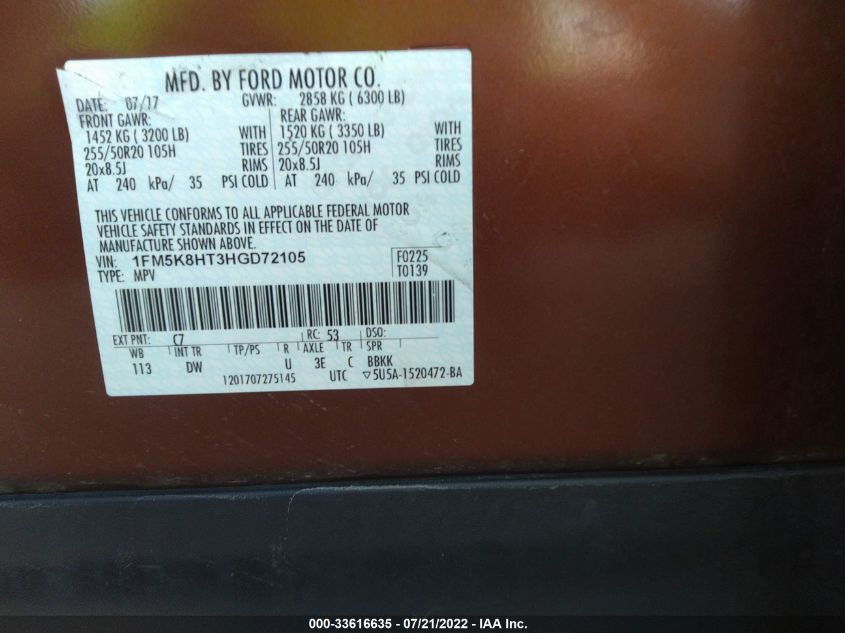 MFD. BY FORD MOTOR CO.
DATE: 07/17 GVWR: 2858 KG ( 6300 LB)
FRONT GAWR: REAR GAWR:
1452 KG ( 3200 LB) WITH 1520 KG ( 3350 LB) WITH
255/50R20 105H TIRES 255/50R20 105H TIRES
20x8.5J RIMS 20x8.5J RIMS
AT 240 kPa/ 35 PSI COLD AT 240 kPa/ 35 PSI COLD
THIS VEHICLE CONFORMS TO ALL APPLICABLE FEDERAL MOTOR
VEHICLE SAFETY STANDARDS IN EFFECT ON THE DATE OF
MANUFACTURE SHOWN ABOVE.
VIN: 1FM5K8HT3HGD72105 F0225
TYPE: MPV T0139
EXT PNT: C7 RC: 53 DSO:
WB INT TR TP/PS R AXLE TR SPR
113 DW U 3E C BBKK
1201707275145 UTC ▽5U5A-1520472-BA
000-33616635 - 07/21/2022 - IAA Inc.